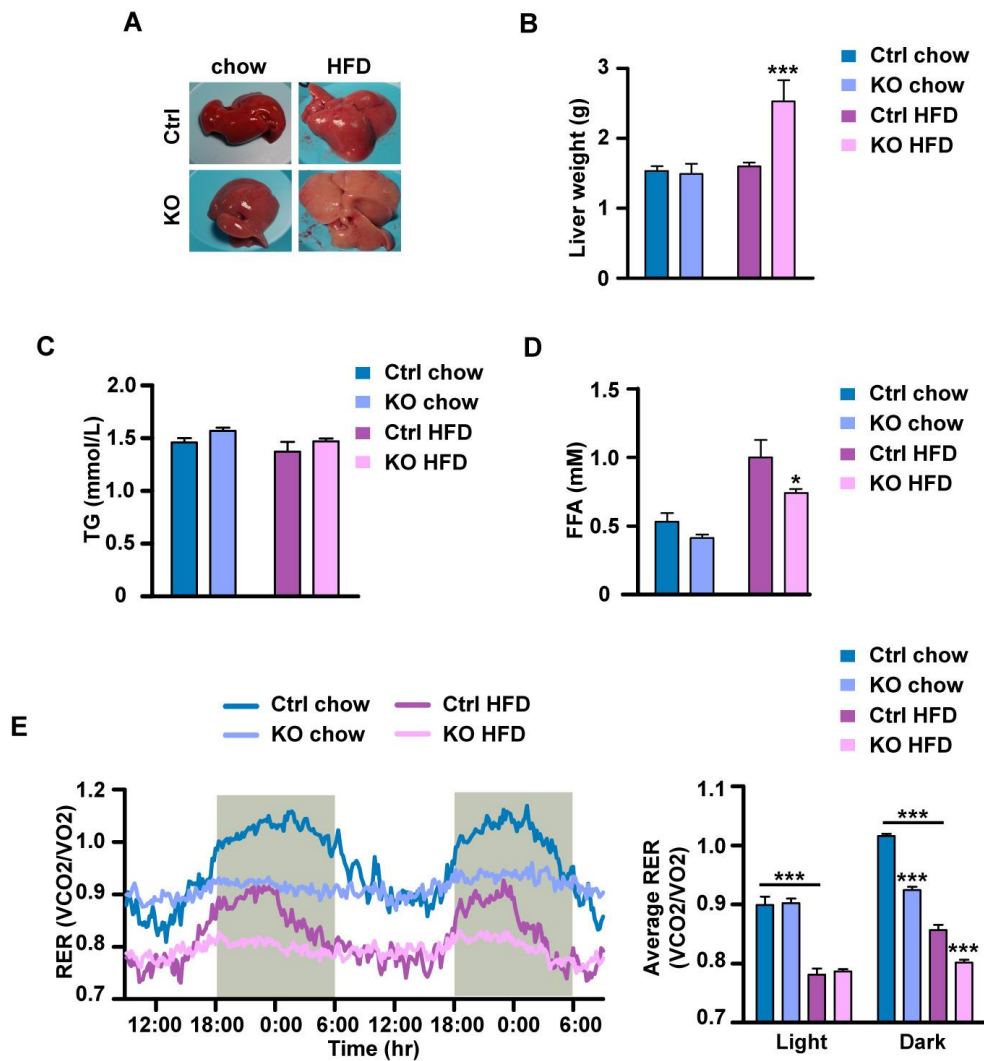 A
chow HFD
Ctrl
KO
B
Liver weight (g)
3
2
1
0
***
Ctrl chow
KO chow
Ctrl HFD
KO HFD
C
TG (mmol/L)
2.0
1.5
1.0
0.5
0
Ctrl chow
KO chow
Ctrl HFD
KO HFD
D
FFA (mM)
1.5
1.0
0.5
0
*
Ctrl chow
KO chow
Ctrl HFD
KO HFD
E
Ctrl chow Ctrl HFD
KO chow KO HFD
RER (VCO2/VO2)
1.2
1.0
0.9
0.8
0.7
12:00 18:00 0:00 6:00 12:00 18:00 0:00 6:00
Time (hr)
Ctrl chow
KO chow
Ctrl HFD
KO HFD
Average RER
(VCO2/VO2)
1.1
1.0
0.9
0.8
0.7
***
***
***
***
Light Dark